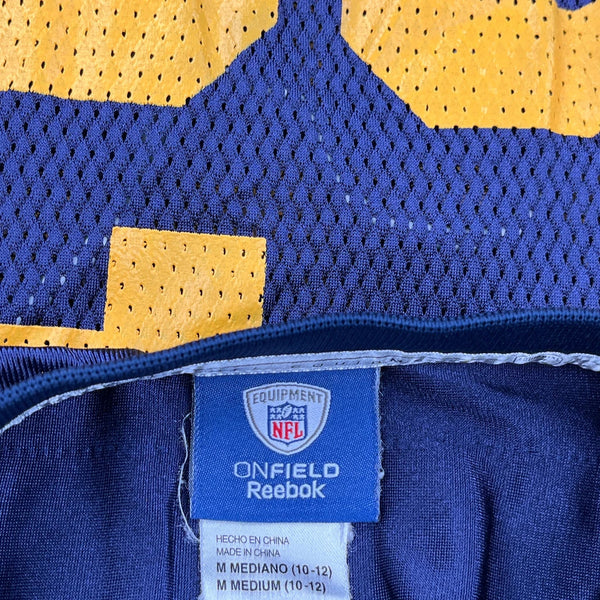 EQUIPMENT
NFL
ONFIELD
Reebok
HECHO EN CHINA
MADE IN CHINA
M MEDIANO (10-12)
M MEDIUM (10-12)